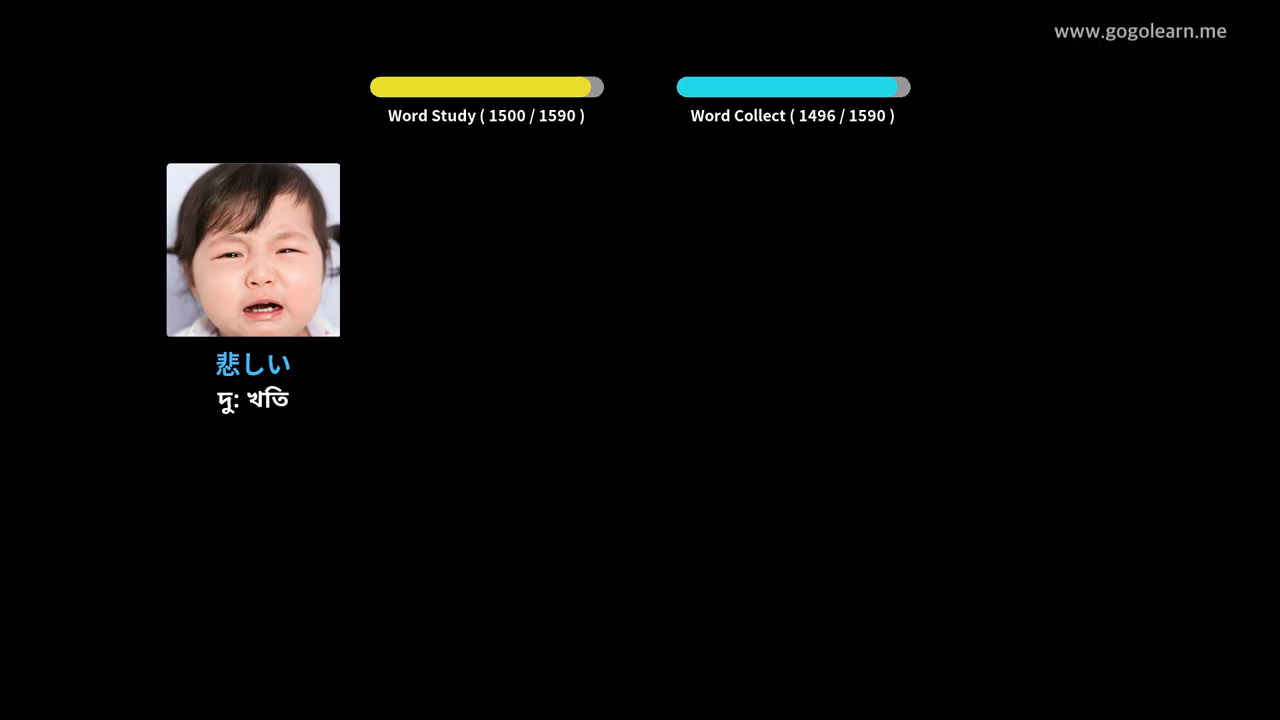 www.gogolearn.me
Word Study ( 1500 / 1590 )
Word Collect ( 1496 / 1590 )
悲しい
দু: খতি